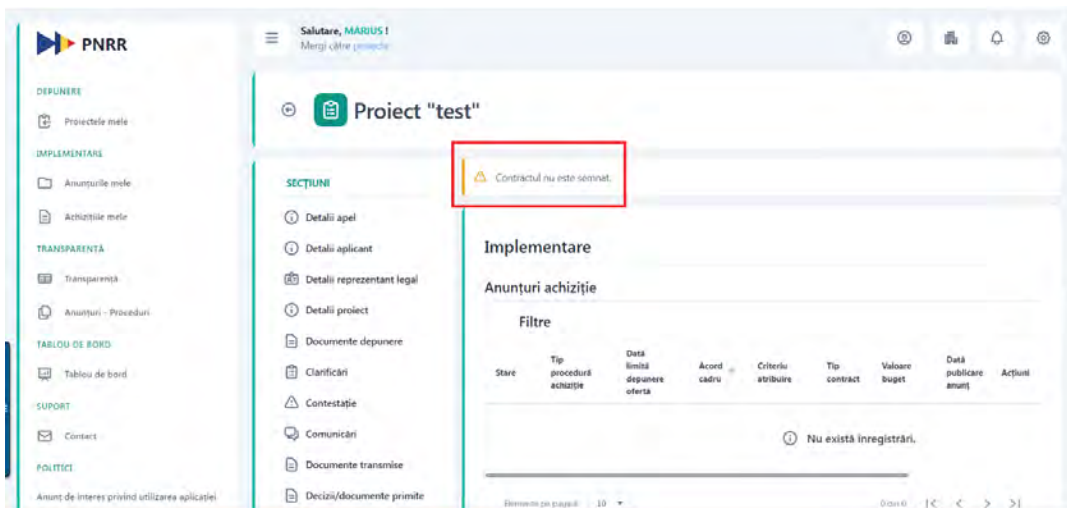 PNRR
Salutare, MARIUS !
Mergi către proiecte
DEPUNERE
Proiectele mele
IMPLEMENTARE
Anunțurile mele
Achizițiile mele
TRANSPARENȚĂ
Transparență
Anunțuri - Proceduri
TABLOU DE BORD
Tablou de bord
SUPORT
Contact
POLITICI
Anunț de interes privind utilizarea aplicației
Proiect "test"
SECȚIUNI
Detalii apel
Detalii aplicant
Detalii reprezentant legal
Detalii proiect
Documente depunere
Clarificări
Contestație
Comunicări
Documente transmise
Decizii/documente primite
Contractul nu este semnat.
Implementare
Anunțuri achiziție
Filtre
Stare
Tip procedură achiziție
Dată limită depunere ofertă
Acord cadru
Criteriu atribuire
Tip contract
Valoare buget
Dată publicare anunț
Acțiuni
Nu există înregistrări.
Elemente pe pagină 10
0 din 0